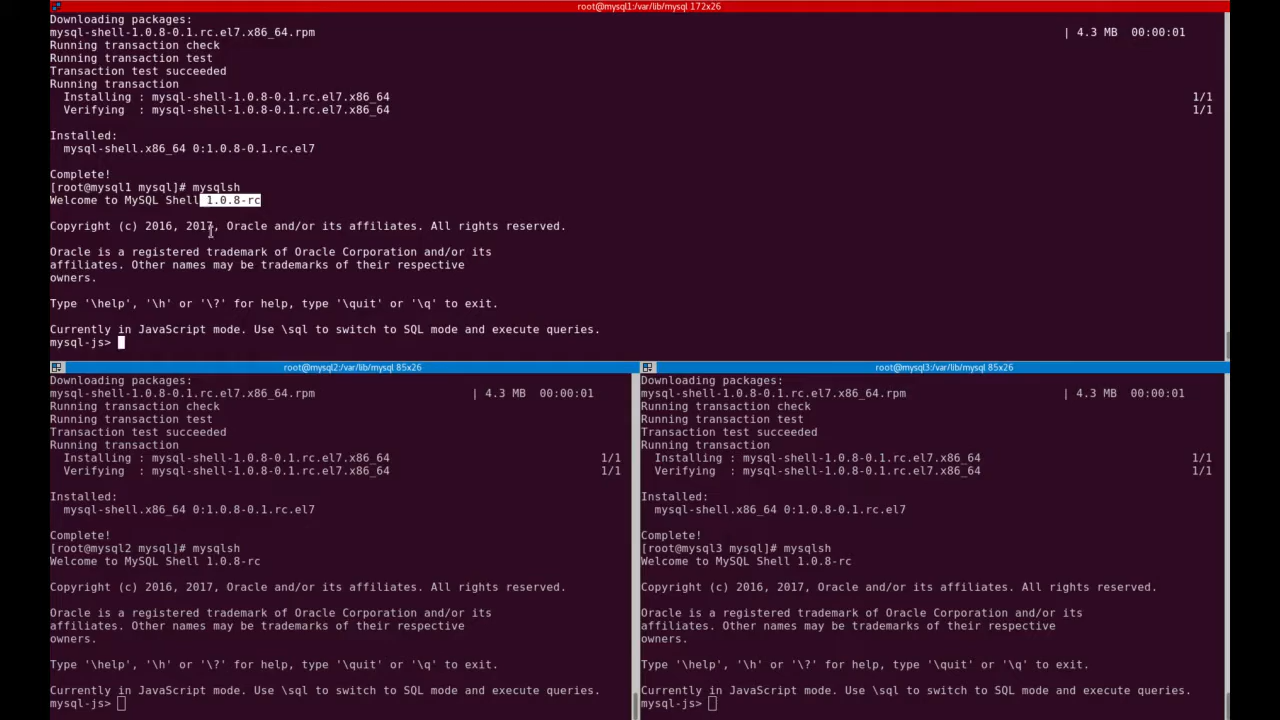 root@mysql1:/var/lib/mysql 172x26
Downloading packages:
mysql-shell-1.0.8-0.1.rc.el7.x86_64.rpm | 4.3 MB 00:00:01
Running transaction check
Running transaction test
Transaction test succeeded
Running transaction
Installing : mysql-shell-1.0.8-0.1.rc.el7.x86_64 1/1
Verifying : mysql-shell-1.0.8-0.1.rc.el7.x86_64 1/1
Installed:
mysql-shell.x86_64 0:1.0.8-0.1.rc.el7
Complete!
[root@mysql1 mysql]# mysqlsh
Welcome to MySQL Shell 1.0.8-rc
Copyright (c) 2016, 2017, Oracle and/or its affiliates. All rights reserved.
Oracle is a registered trademark of Oracle Corporation and/or its
affiliates. Other names may be trademarks of their respective
owners.
Type '\help', '\h' or '\?' for help, type '\quit' or '\q' to exit.
Currently in JavaScript mode. Use \sql to switch to SQL mode and execute queries.
mysql-js>
root@mysql2:/var/lib/mysql 85x26
Downloading packages:
mysql-shell-1.0.8-0.1.rc.el7.x86_64.rpm | 4.3 MB 00:00:01
Running transaction check
Running transaction test
Transaction test succeeded
Running transaction
Installing : mysql-shell-1.0.8-0.1.rc.el7.x86_64 1/1
Verifying : mysql-shell-1.0.8-0.1.rc.el7.x86_64 1/1
Installed:
mysql-shell.x86_64 0:1.0.8-0.1.rc.el7
Complete!
[root@mysql2 mysql]# mysqlsh
Welcome to MySQL Shell 1.0.8-rc
Copyright (c) 2016, 2017, Oracle and/or its affiliates. All rights reserved.
Oracle is a registered trademark of Oracle Corporation and/or its
affiliates. Other names may be trademarks of their respective
owners.
Type '\help', '\h' or '\?' for help, type '\quit' or '\q' to exit.
Currently in JavaScript mode. Use \sql to switch to SQL mode and execute queries.
mysql-js>
root@mysql3:/var/lib/mysql 85x26
Downloading packages:
mysql-shell-1.0.8-0.1.rc.el7.x86_64.rpm | 4.3 MB 00:00:01
Running transaction check
Running transaction test
Transaction test succeeded
Running transaction
Installing : mysql-shell-1.0.8-0.1.rc.el7.x86_64 1/1
Verifying : mysql-shell-1.0.8-0.1.rc.el7.x86_64 1/1
Installed:
mysql-shell.x86_64 0:1.0.8-0.1.rc.el7
Complete!
[root@mysql3 mysql]# mysqlsh
Welcome to MySQL Shell 1.0.8-rc
Copyright (c) 2016, 2017, Oracle and/or its affiliates. All rights reserved.
Oracle is a registered trademark of Oracle Corporation and/or its
affiliates. Other names may be trademarks of their respective
owners.
Type '\help', '\h' or '\?' for help, type '\quit' or '\q' to exit.
Currently in JavaScript mode. Use \sql to switch to SQL mode and execute queries.
mysql-js>